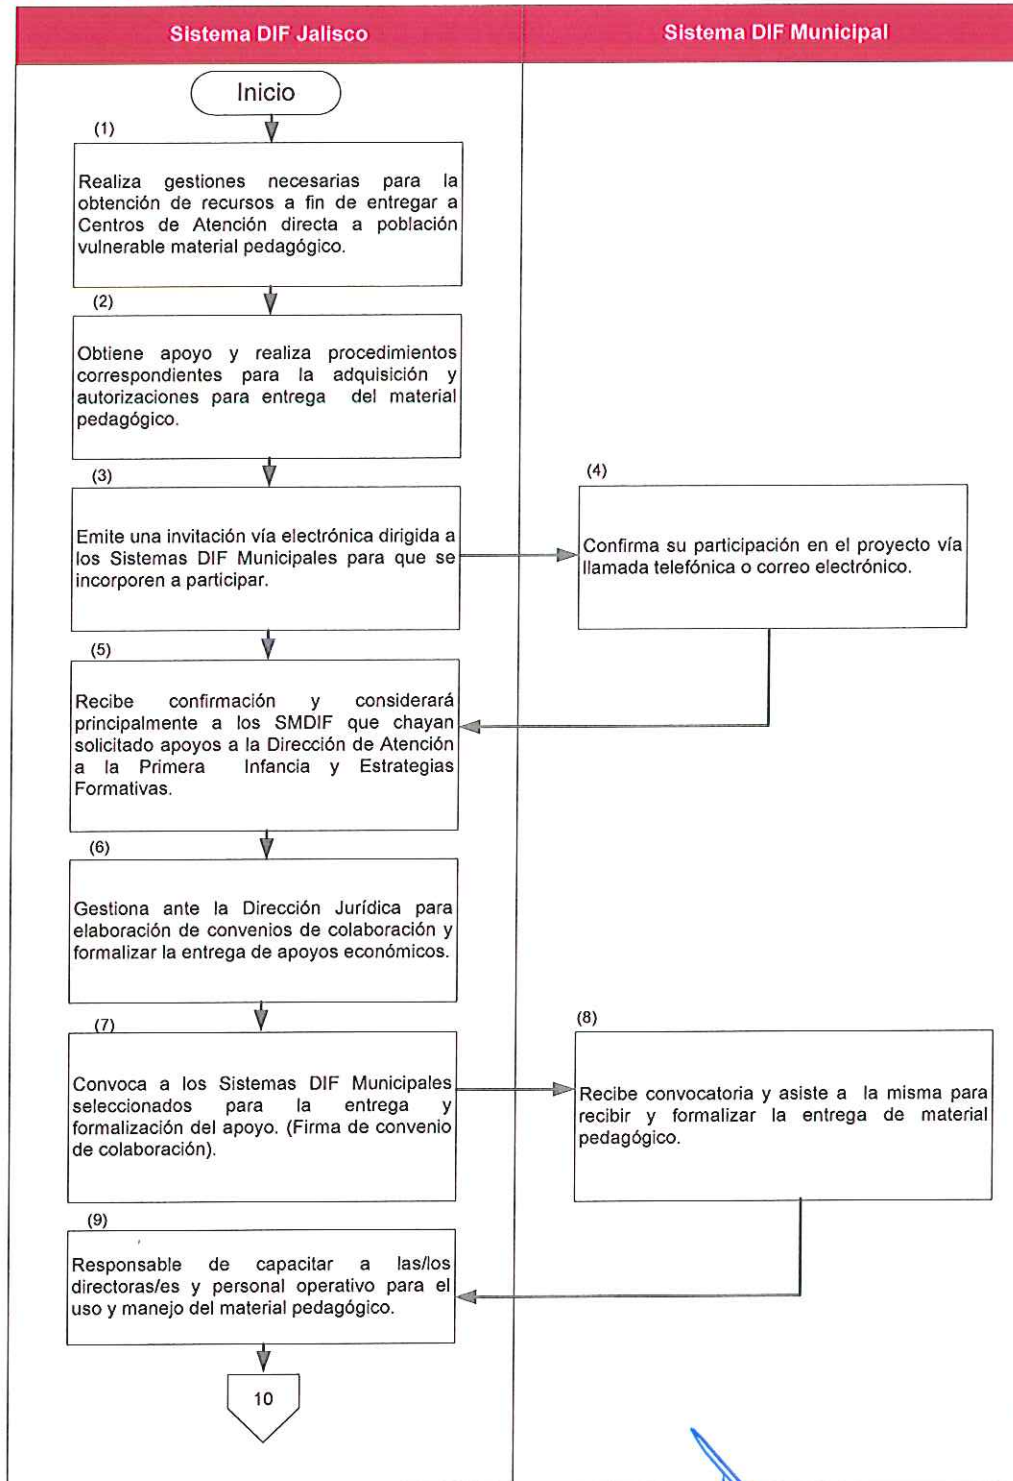 Sistema DIF Jalisco
Sistema DIF Municipal
Inicio
(1)
Realiza gestiones necesarias para la
obtención de recursos a fin de entregar a
Centros de Atención directa a población
vulnerable material pedagógico.
(2)
Obtiene apoyo y realiza procedimientos
correspondientes para la adquisición y
autorizaciones para entrega del material
pedagógico.
(3)
Emite una invitación vía electrónica dirigida a
los Sistemas DIF Municipales para que se
incorporen a participar.
(4)
Confirma su participación en el proyecto vía
llamada telefónica o correo electrónico.
(5)
Recibe confirmación y considerará
principalmente a los SMDIF que chayan
solicitado apoyos a la Dirección de Atención
a la Primera Infancia y Estrategias
Formativas.
(6)
Gestiona ante la Dirección Jurídica para
elaboración de convenios de colaboración y
formalizar la entrega de apoyos económicos.
(7)
Convoca a los Sistemas DIF Municipales
seleccionados para la entrega y
formalización del apoyo. (Firma de convenio
de colaboración).
(8)
Recibe convocatoria y asiste a la misma para
recibir y formalizar la entrega de material
pedagógico.
(9)
Responsable de capacitar a las/los
directoras/es y personal operativo para el
uso y manejo del material pedagógico.
10